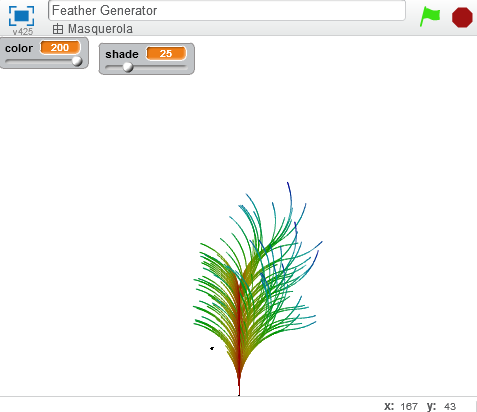 Feather Generator
Masquerola
v425
color 200
shade 25
x: 167 y: 43